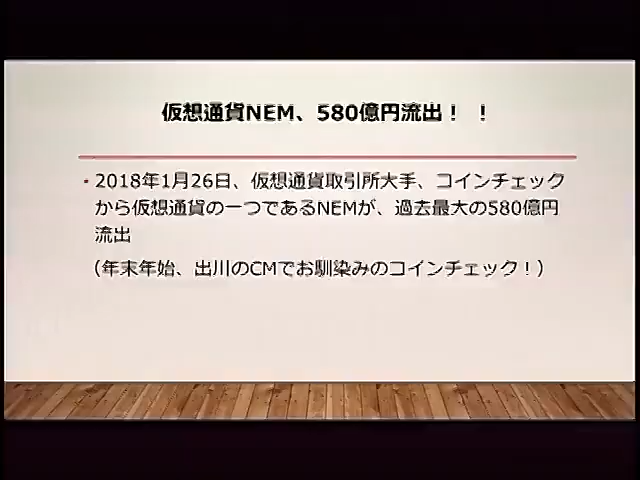 仮想通貨NEM、580億円流出！！
・2018年1月26日、仮想通貨取引所大手、コインチェック
から仮想通貨の一つであるNEMが、過去最大の580億円
流出
（年末年始、出川のCMでお馴染みのコインチェック！）